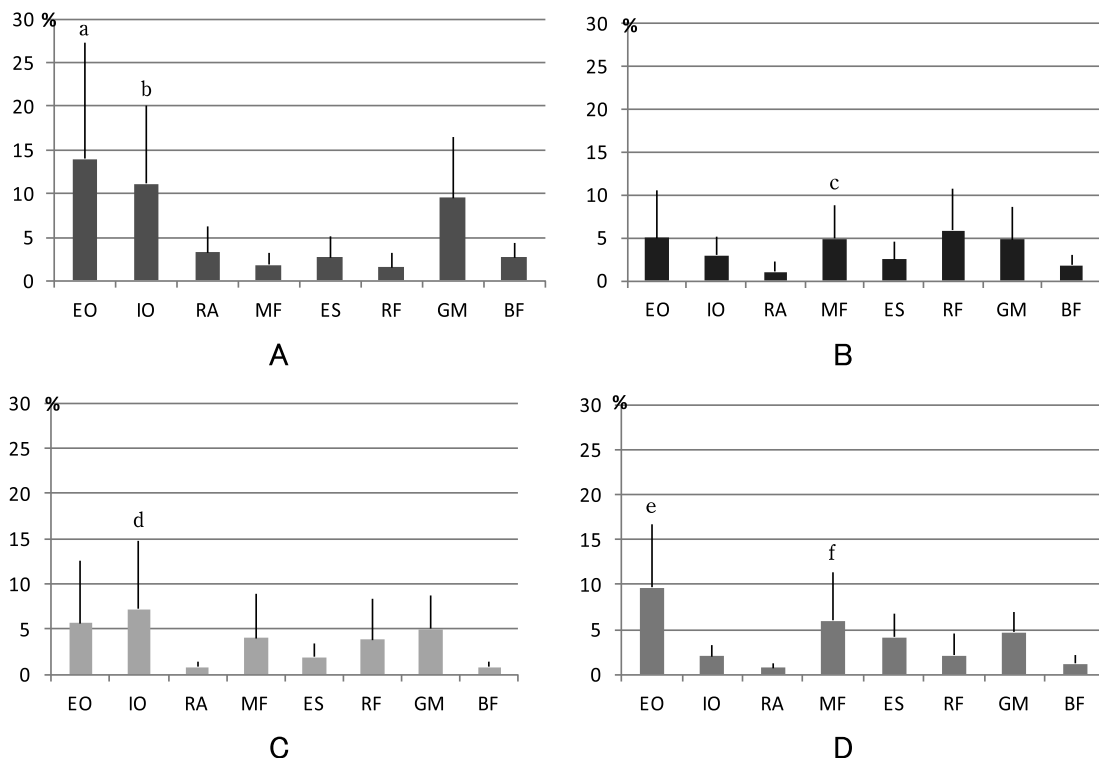 30 %
a
25
b
20
15
10
5
0
EO IO RA MF ES RF GM BF
A
30 %
25
20
15
c
10
5
0
EO IO RA MF ES RF GM BF
B
30 %
25
20
d
15
10
5
0
EO IO RA MF ES RF GM BF
C
30 %
25
20
e
15
f
10
5
0
EO IO RA MF ES RF GM BF
D